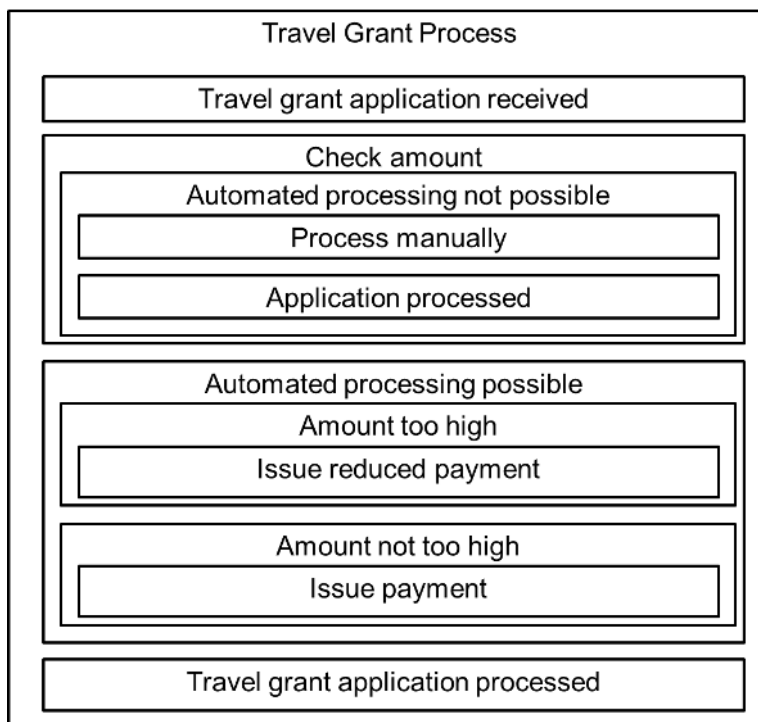 Travel Grant Process
Travel grant application received
Check amount
Automated processing not possible
Process manually
Application processed
Automated processing possible
Amount too high
Issue reduced payment
Amount not too high
Issue payment
Travel grant application processed